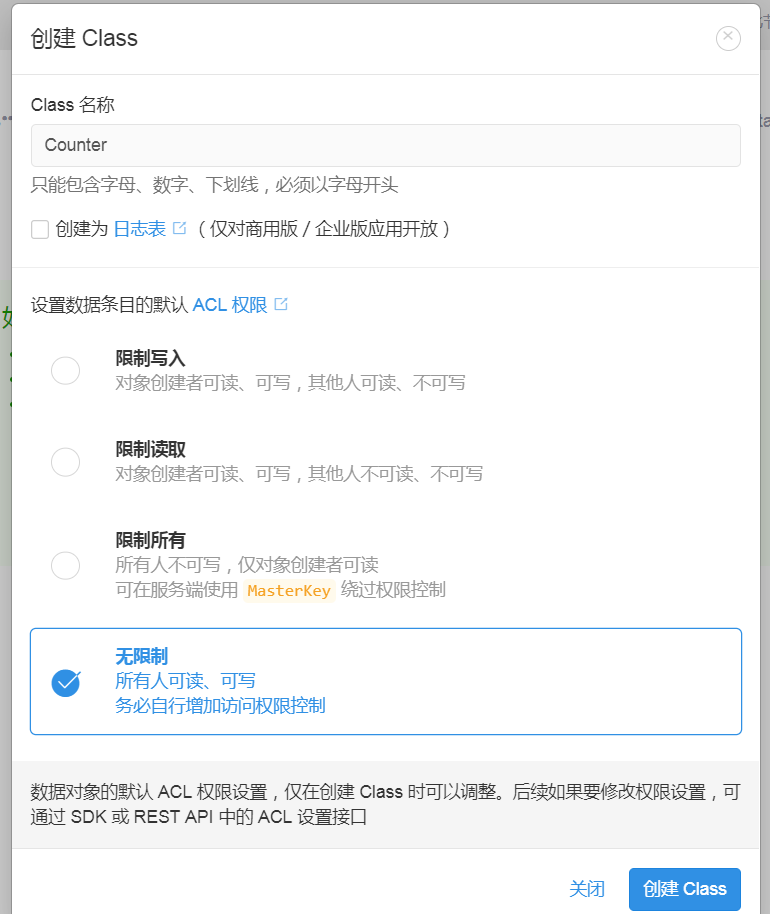 创建 Class
Class 名称
Counter
只能包含字母、数字、下划线，必须以字母开头
创建为 日志表 （仅对商用版 / 企业版应用开放）
设置数据条目的默认 ACL 权限
限制写入
对象创建者可读、可写，其他人可读、不可写
限制读取
对象创建者可读、可写，其他人不可读、不可写
限制所有
所有人不可写，仅对象创建者可读
可在服务端使用 MasterKey 绕过权限控制
无限制
所有人可读、可写
务必自行增加访问权限控制
数据对象的默认 ACL 权限设置，仅在创建 Class 时可以调整。后续如果要修改权限设置，可
通过 SDK 或 REST API 中的 ACL 设置接口
关闭 创建 Class